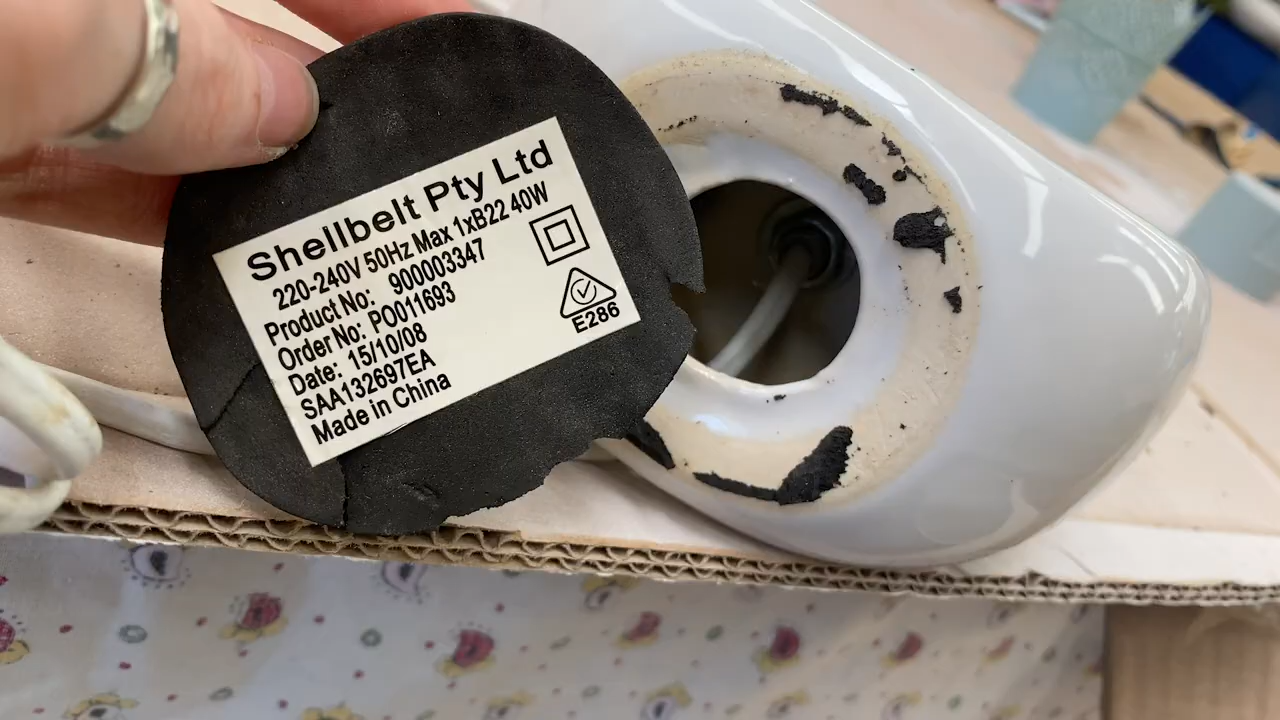 Shellbelt Pty Ltd
220-240V 50Hz Max 1xB22 40W
Product No: 900003347
Order No: PO011693
Date: 15/10/08
SAA132697EA
Made in China
E286